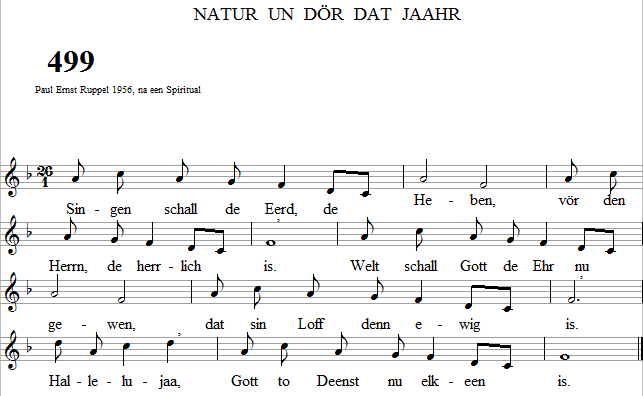 NATUR UN DÖR DAT JAAHR
499
Paul Ernst Ruppel 1956, na een Spiritual
26
1
Sin - gen schall de Eerd, de He - ben, vör den
Herrn, de herr - lich is. Welt schall Gott de Ehr nu
ge - wen, dat sin Loff denn e - wig is.
Hal - le - lu - jaa, Gott to Deenst nu elk - een is.